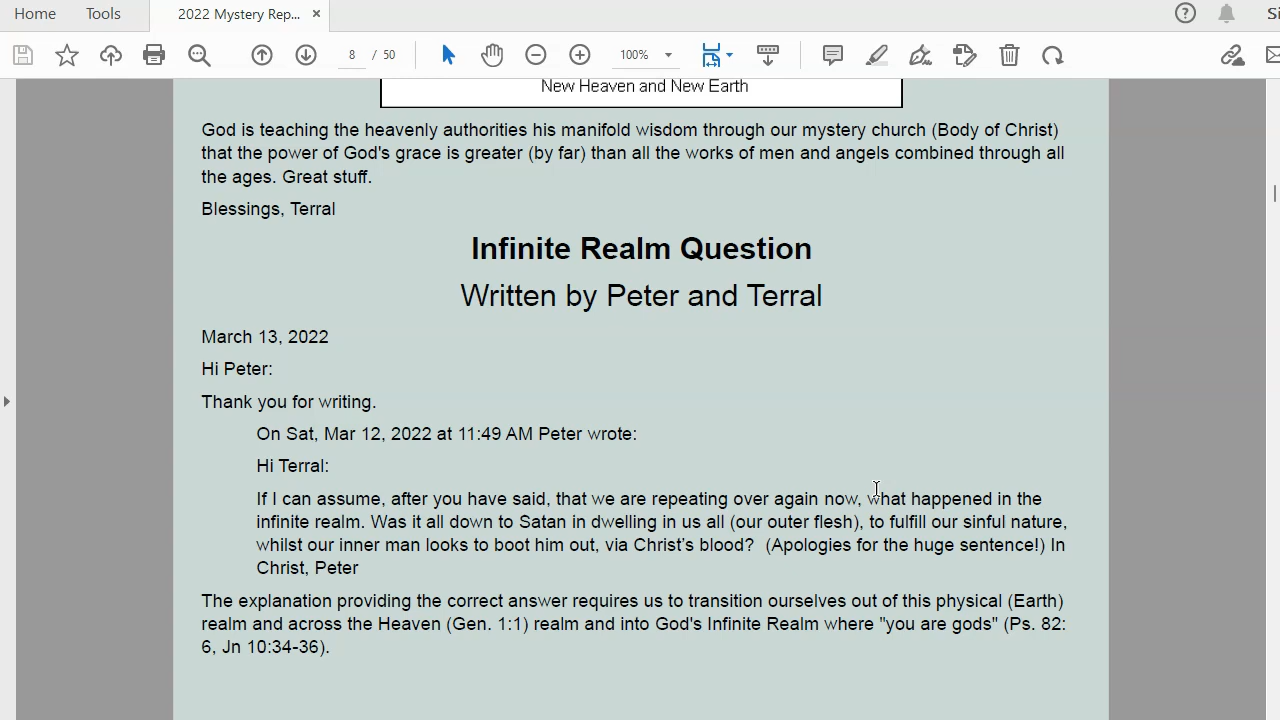 Home Tools 2022 Mystery Rep... × Si
8 / 50 100%
New Heaven and New Earth
God is teaching the heavenly authorities his manifold wisdom through our mystery church (Body of Christ)
that the power of God's grace is greater (by far) than all the works of men and angels combined through all
the ages. Great stuff.
Blessings, Terral
Infinite Realm Question
Written by Peter and Terral
March 13, 2022
Hi Peter:
Thank you for writing.
On Sat, Mar 12, 2022 at 11:49 AM Peter wrote:
Hi Terral:
If I can assume, after you have said, that we are repeating over again now, what happened in the
infinite realm. Was it all down to Satan in dwelling in us all (our outer flesh), to fulfill our sinful nature,
whilst our inner man looks to boot him out, via Christ's blood?  (Apologies for the huge sentence!) In
Christ, Peter
The explanation providing the correct answer requires us to transition ourselves out of this physical (Earth)
realm and across the Heaven (Gen. 1:1) realm and into God's Infinite Realm where "you are gods" (Ps. 82:
6, Jn 10:34-36).